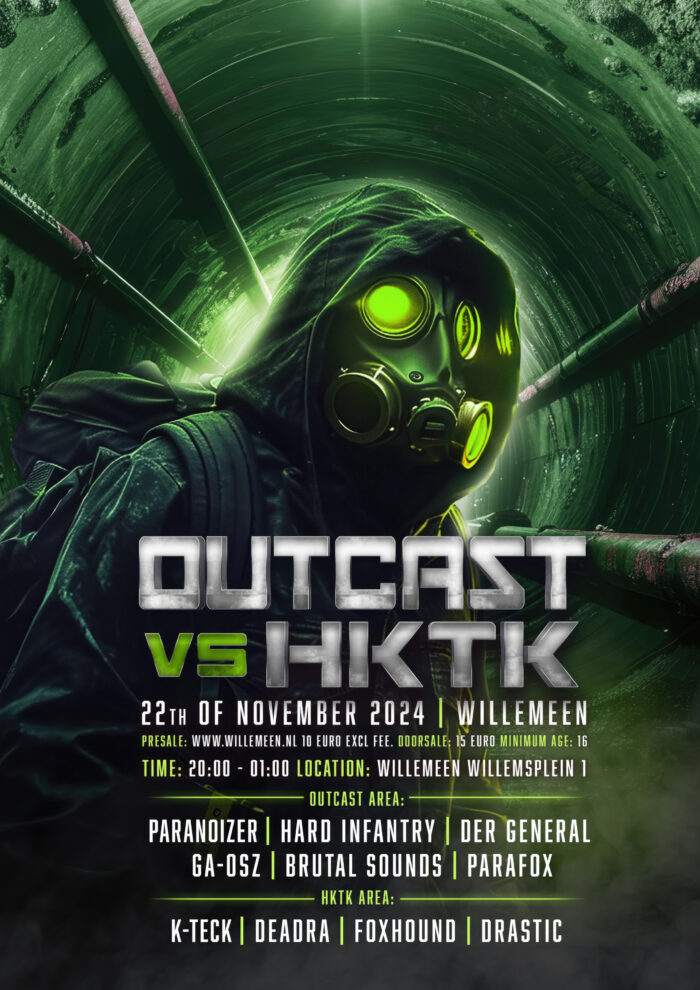 OUTCAST
VS HKTK
22TH OF NOVEMBER 2024 | WILLEMEEN
PRESALE: WWW.WILLEMEEN.NL 10 EURO EXCL FEE. DOORSALE: 15 EURO MINIMUM AGE: 16
TIME: 20:00 - 01:00 LOCATION: WILLEMEEN WILLEMSPLEIN 1
OUTCAST AREA:
PARANOIZER | HARD INFANTRY | DER GENERAL
GA-OSZ | BRUTAL SOUNDS | PARAFOX
HKTK AREA:
K-TECK | DEADRA | FOXHOUND | DRASTIC